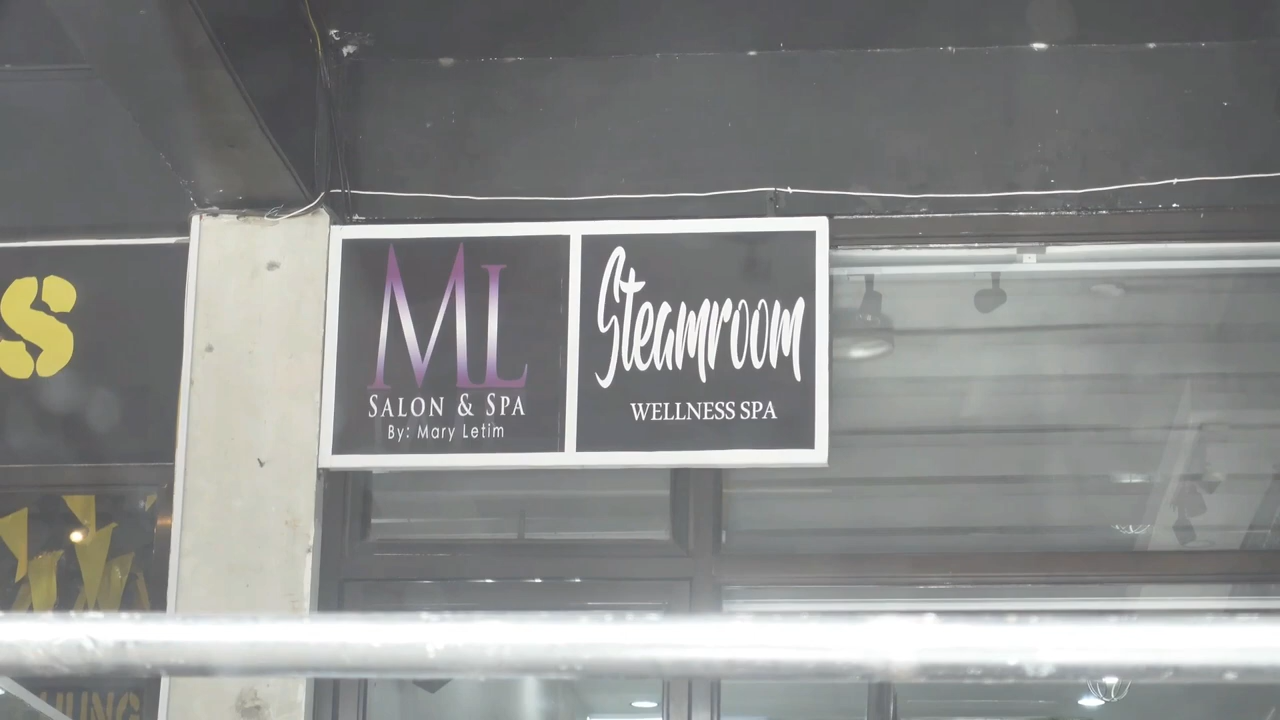 S
ML
SALON & SPA
By: Mary Letim
Steamroom
WELLNESS SPA